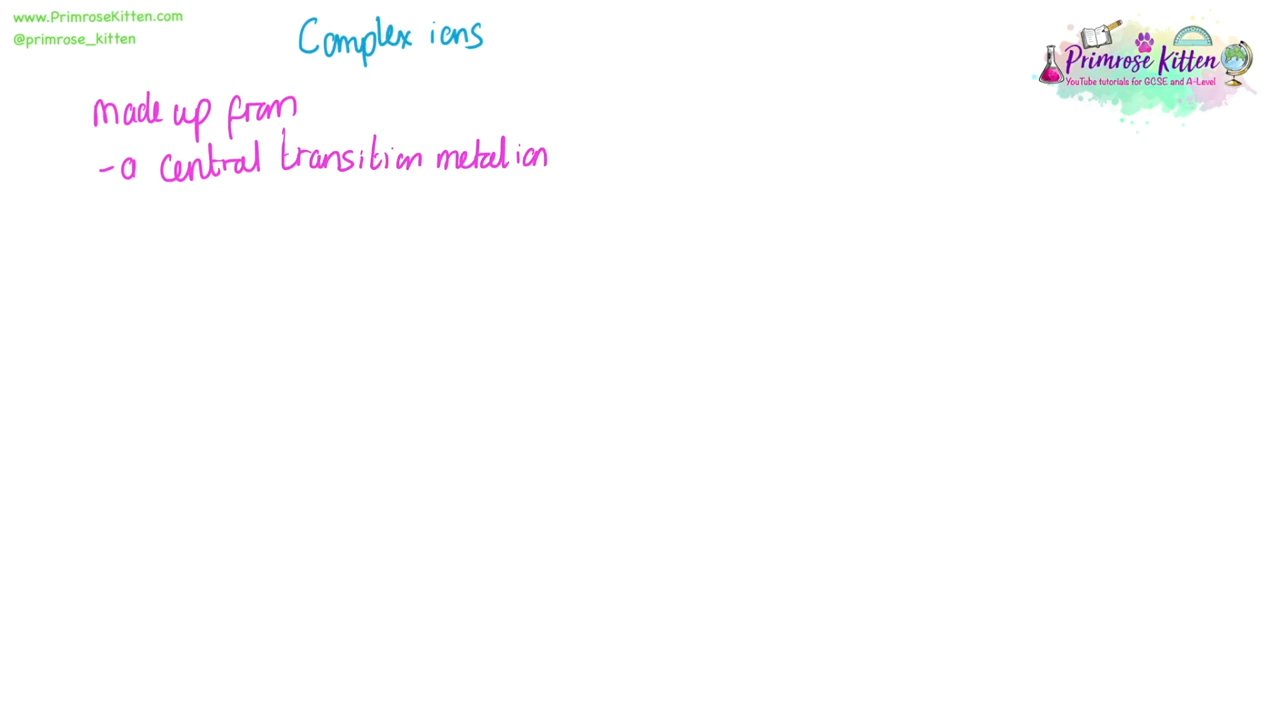 www.PrimroseKitten.com
@primrose_kitten
Complex ions
Primrose Kitten
YouTube tutorials for GCSE and A-Level
Made up from
- a central transition metal ion